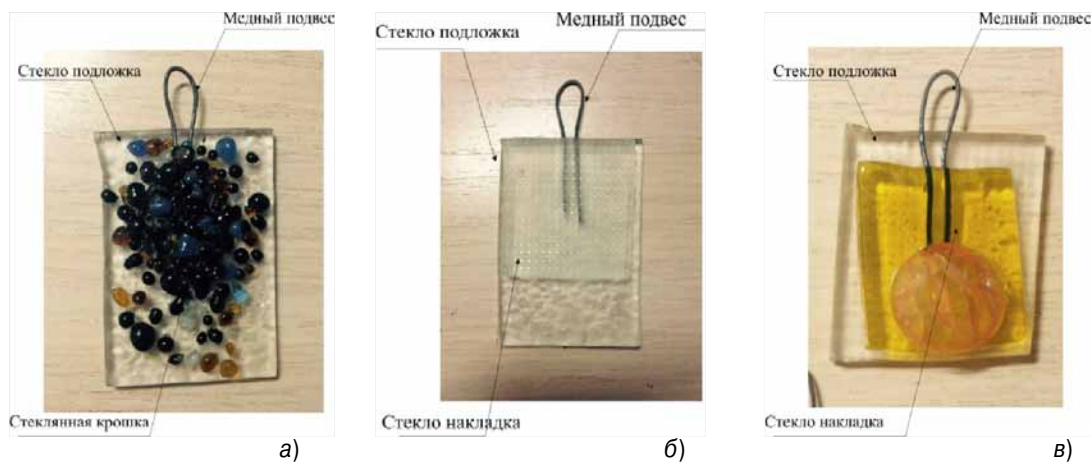 Медный подвес
Стекло подложка
Стеклянная крошка
а)
Медный подвес
Стекло подложка
Стекло накладка
б)
Медный подвес
Стекло подложка
Стекло накладка
в)